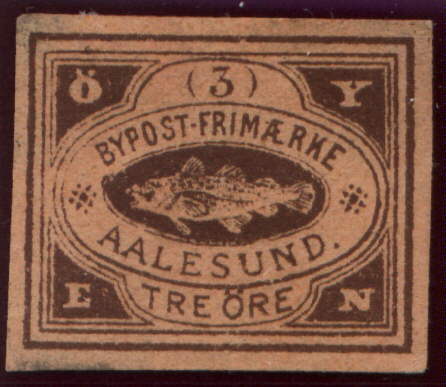 Ö (3) Y
BYPOST-FRIMÆRKE
AALESUND.
E TRE ÖRE N